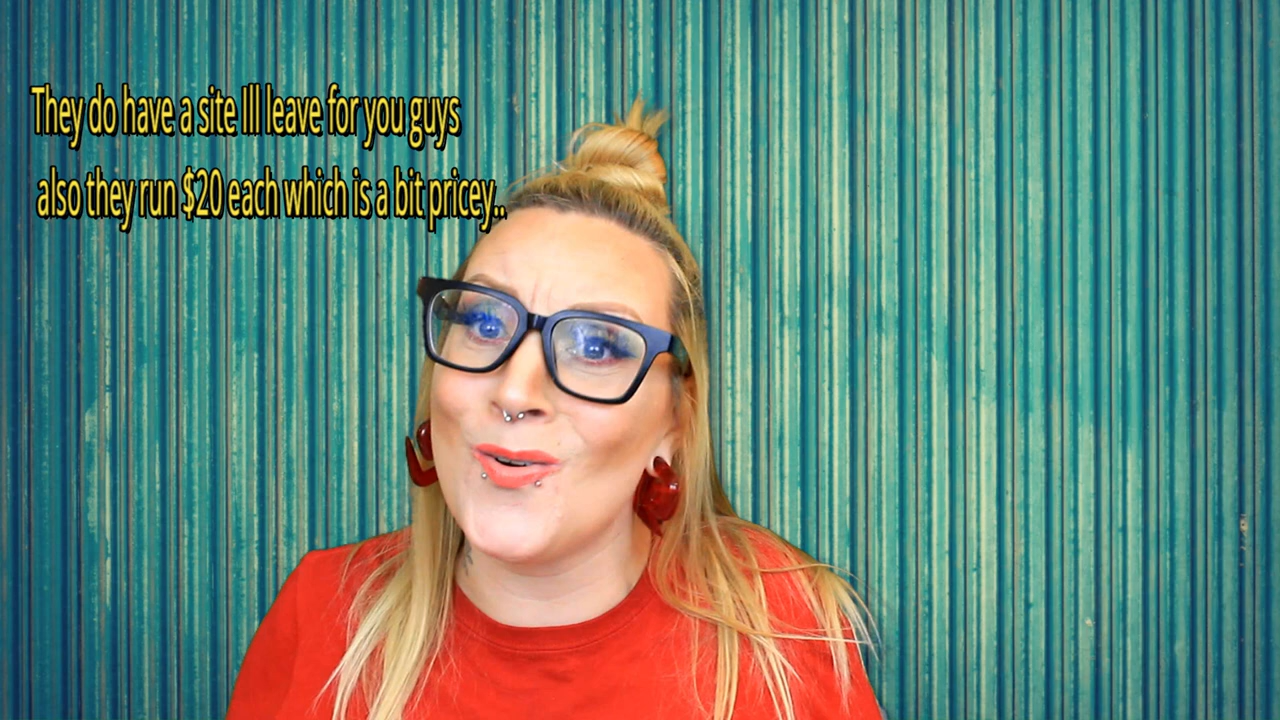 They do have a site Ill leave for you guys
also they run $20 each which is a bit pricey..